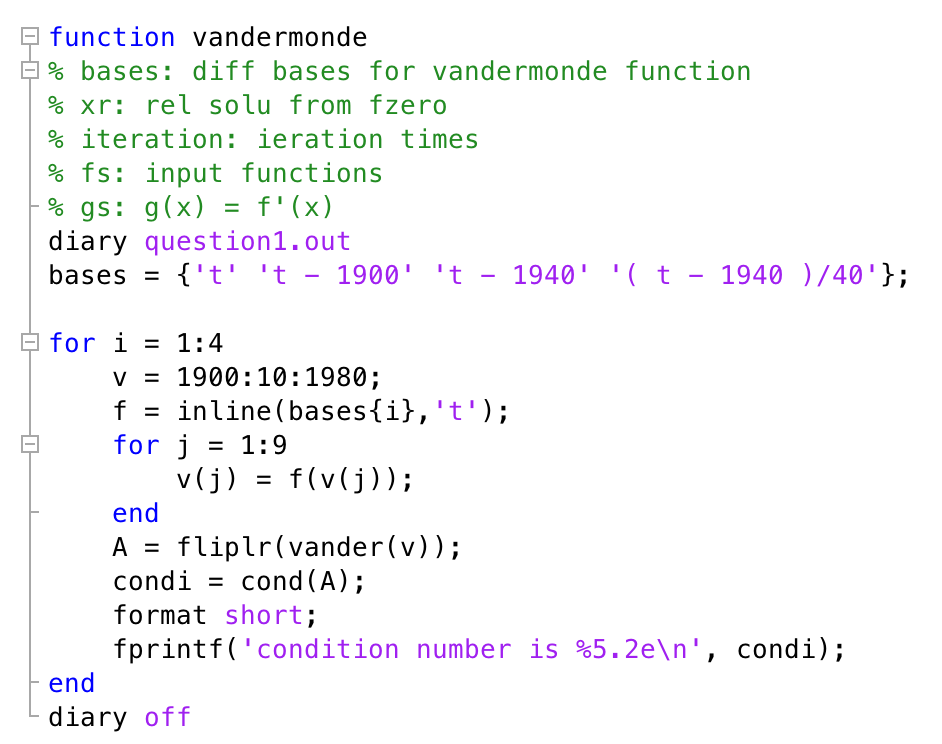 function vandermonde
% bases: diff bases for vandermonde function
% xr: rel solu from fzero
% iteration: ieration times
% fs: input functions
% gs: g(x) = f'(x)
diary question1.out
bases = {'t' 't - 1900' 't - 1940' '( t - 1940 )/40'};

for i = 1:4
    v = 1900:10:1980;
    f = inline(bases{i},'t');
    for j = 1:9
        v(j) = f(v(j));
    end
    A = fliplr(vander(v));
    condi = cond(A);
    format short;
    fprintf('condition number is %5.2e\n', condi);
end
diary off